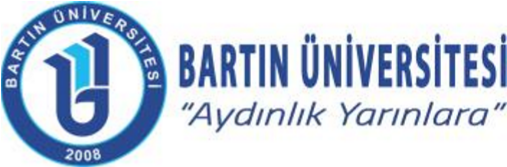 BARTIN ÜNİVERSİTESİ
2008
BARTIN ÜNİVERSİTESİ
"Aydınlık Yarınlara"